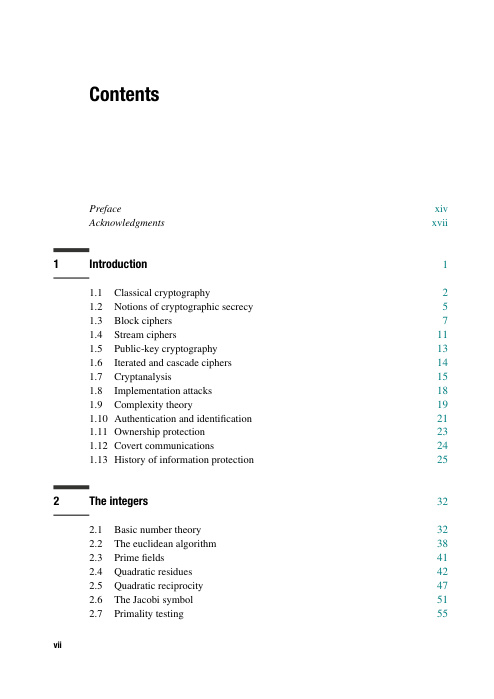 Contents
Preface xiv
Acknowledgments xvii
1 Introduction 1
1.1 Classical cryptography 2
1.2 Notions of cryptographic secrecy 5
1.3 Block ciphers 7
1.4 Stream ciphers 11
1.5 Public-key cryptography 13
1.6 Iterated and cascade ciphers 14
1.7 Cryptanalysis 15
1.8 Implementation attacks 18
1.9 Complexity theory 19
1.10 Authentication and identification 21
1.11 Ownership protection 23
1.12 Covert communications 24
1.13 History of information protection 25
2 The integers 32
2.1 Basic number theory 32
2.2 The euclidean algorithm 38
2.3 Prime fields 41
2.4 Quadratic residues 42
2.5 Quadratic reciprocity 47
2.6 The Jacobi symbol 51
2.7 Primality testing 55
vii